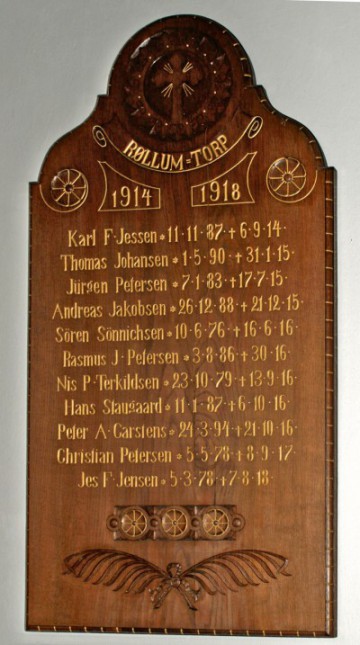 RØLLUM=TORP
1914 1918
Karl F·Jessen * 11·11·87 · † 6·9·14·
Thomas Johansen * 1·5·90 · † 31·1·15·
Jürgen Petersen * 7·1·83 · † 17·7·15·
Andreas Jakobsen * 26·12·88 · † 21·12·15
Sören Sönnichsen * 10·6·76 · † 16·6·16·
Rasmus J·Petersen * 3·8·86 · † 30·16·
Nis P·Terkildsen * 23·10·79 · † 13·9·16·
Hans Staugaard * 11·1·87 · † 6·10·16·
Peter A·Carstens * 24·3·94 · † 21·10·16·
Christian Petersen * 5·5·78 · † 8·9·17·
Jes F·Jensen * 5·3·78 · † 7·8·18·